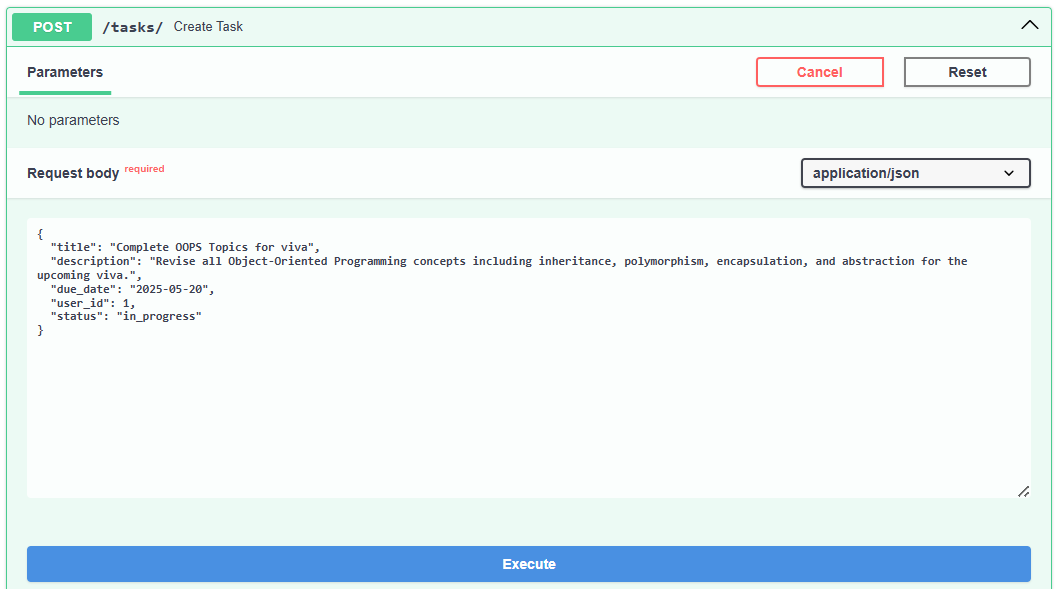 POST /tasks/ Create Task
Parameters
Cancel
Reset
No parameters
Request body required
application/json
{
  "title": "Complete OOPS Topics for viva",
  "description": "Revise all Object-Oriented Programming concepts including inheritance, polymorphism, encapsulation, and abstraction for the
upcoming viva.",
  "due_date": "2025-05-20",
  "user_id": 1,
  "status": "in_progress"
}
Execute